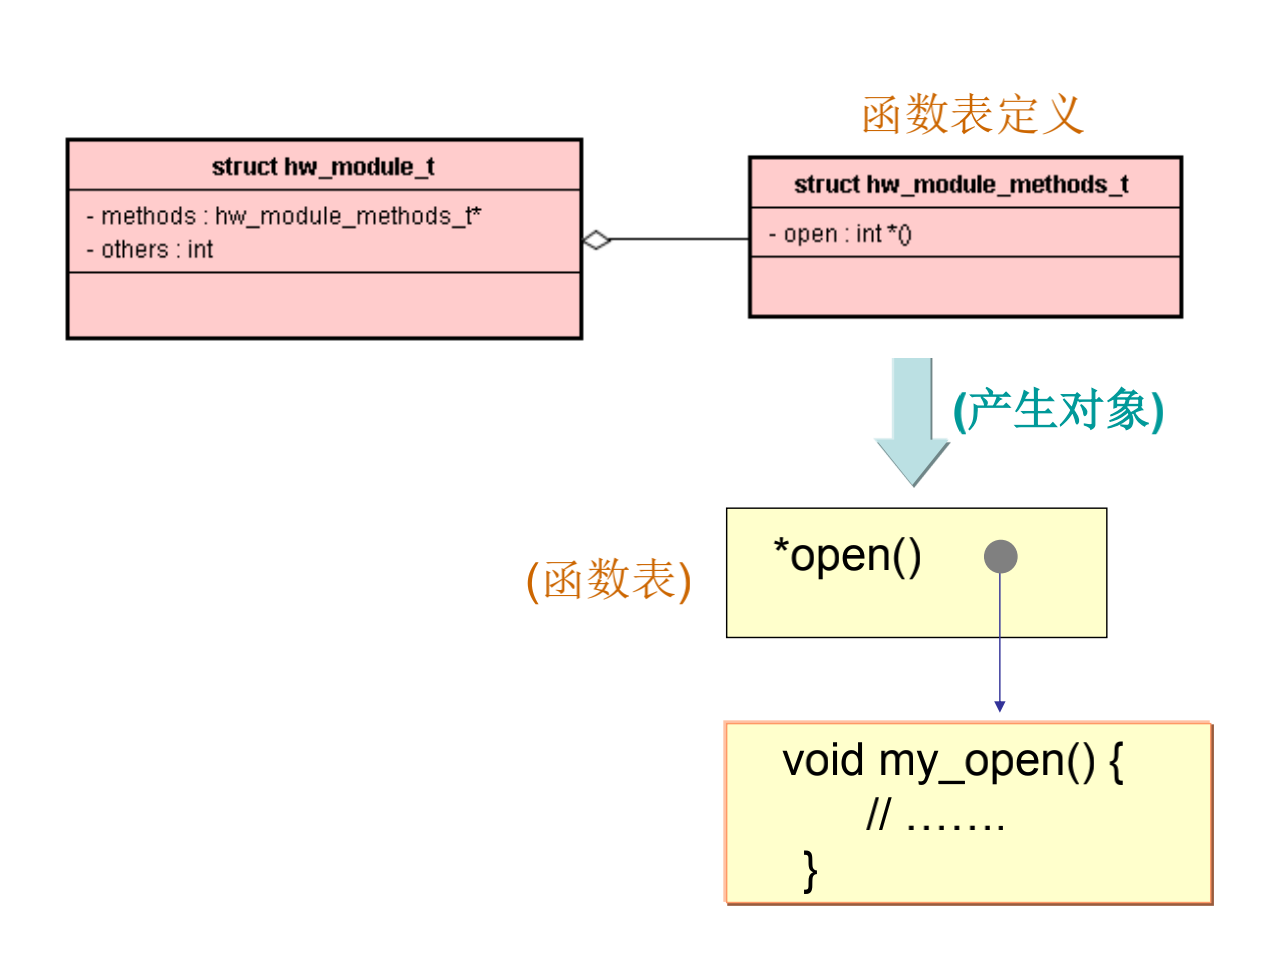 函数表定义
struct hw_module_t
- methods : hw_module_methods_t*
- others : int
struct hw_module_methods_t
- open : int *()
(产生对象)
*open()
(函数表)
void my_open() {
// …….
}